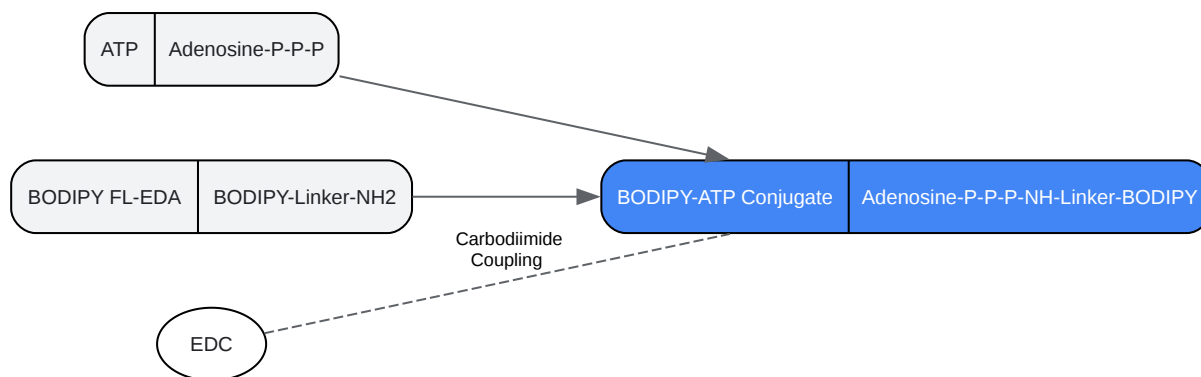 ATP
Adenosine-P-P-P
BODIPY FL-EDA
BODIPY-Linker-NH2
BODIPY-ATP Conjugate
Adenosine-P-P-P-NH-Linker-BODIPY
Carbodiimide
Coupling
EDC